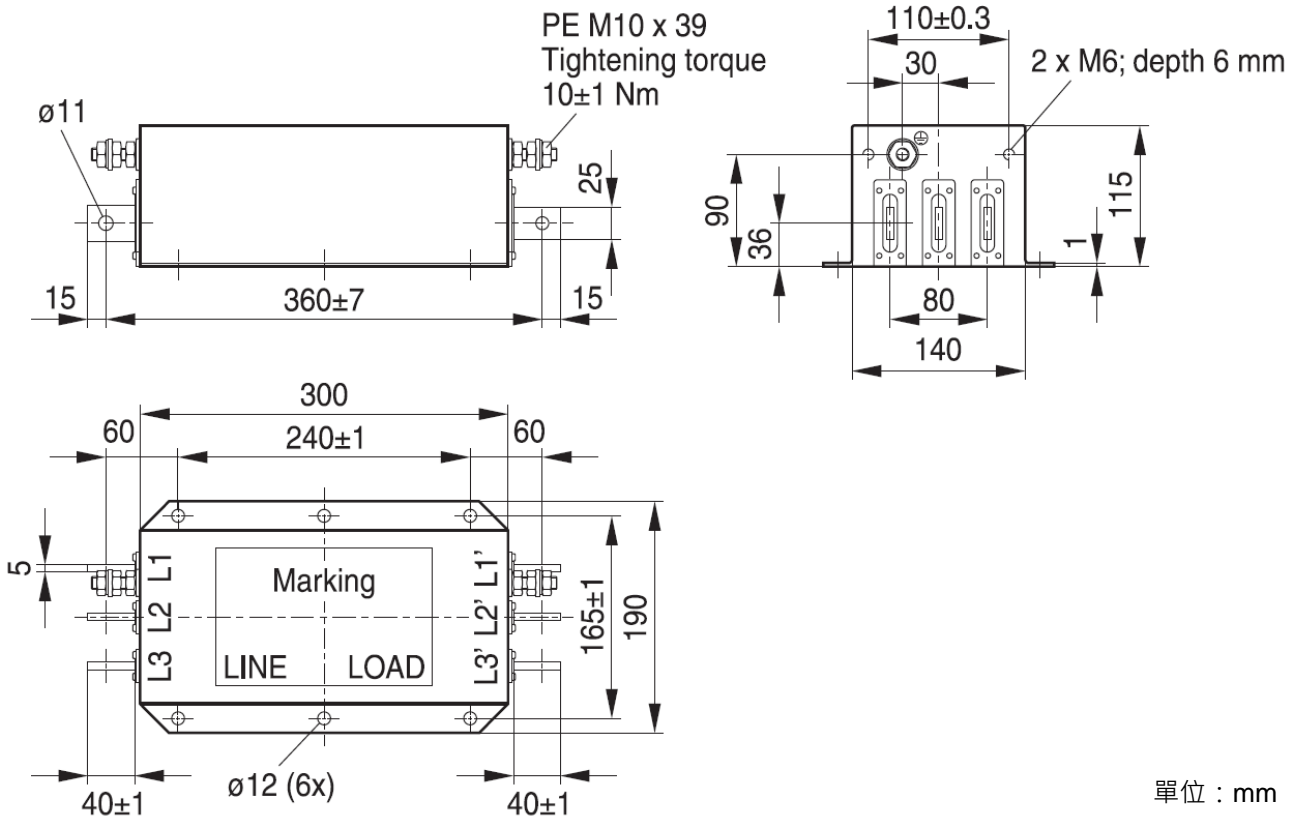 PE M10 x 39
Tightening torque
10±1 Nm
ø11
25
15
360±7
15
110±0.3
30
2 x M6; depth 6 mm
90
36
115
1
80
140
300
60
240±1
60
5
L1
L2
L3
Marking
LINE
LOAD
L1'
L2'
L3'
165±1
190
40±1
ø12 (6x)
40±1
單位：mm